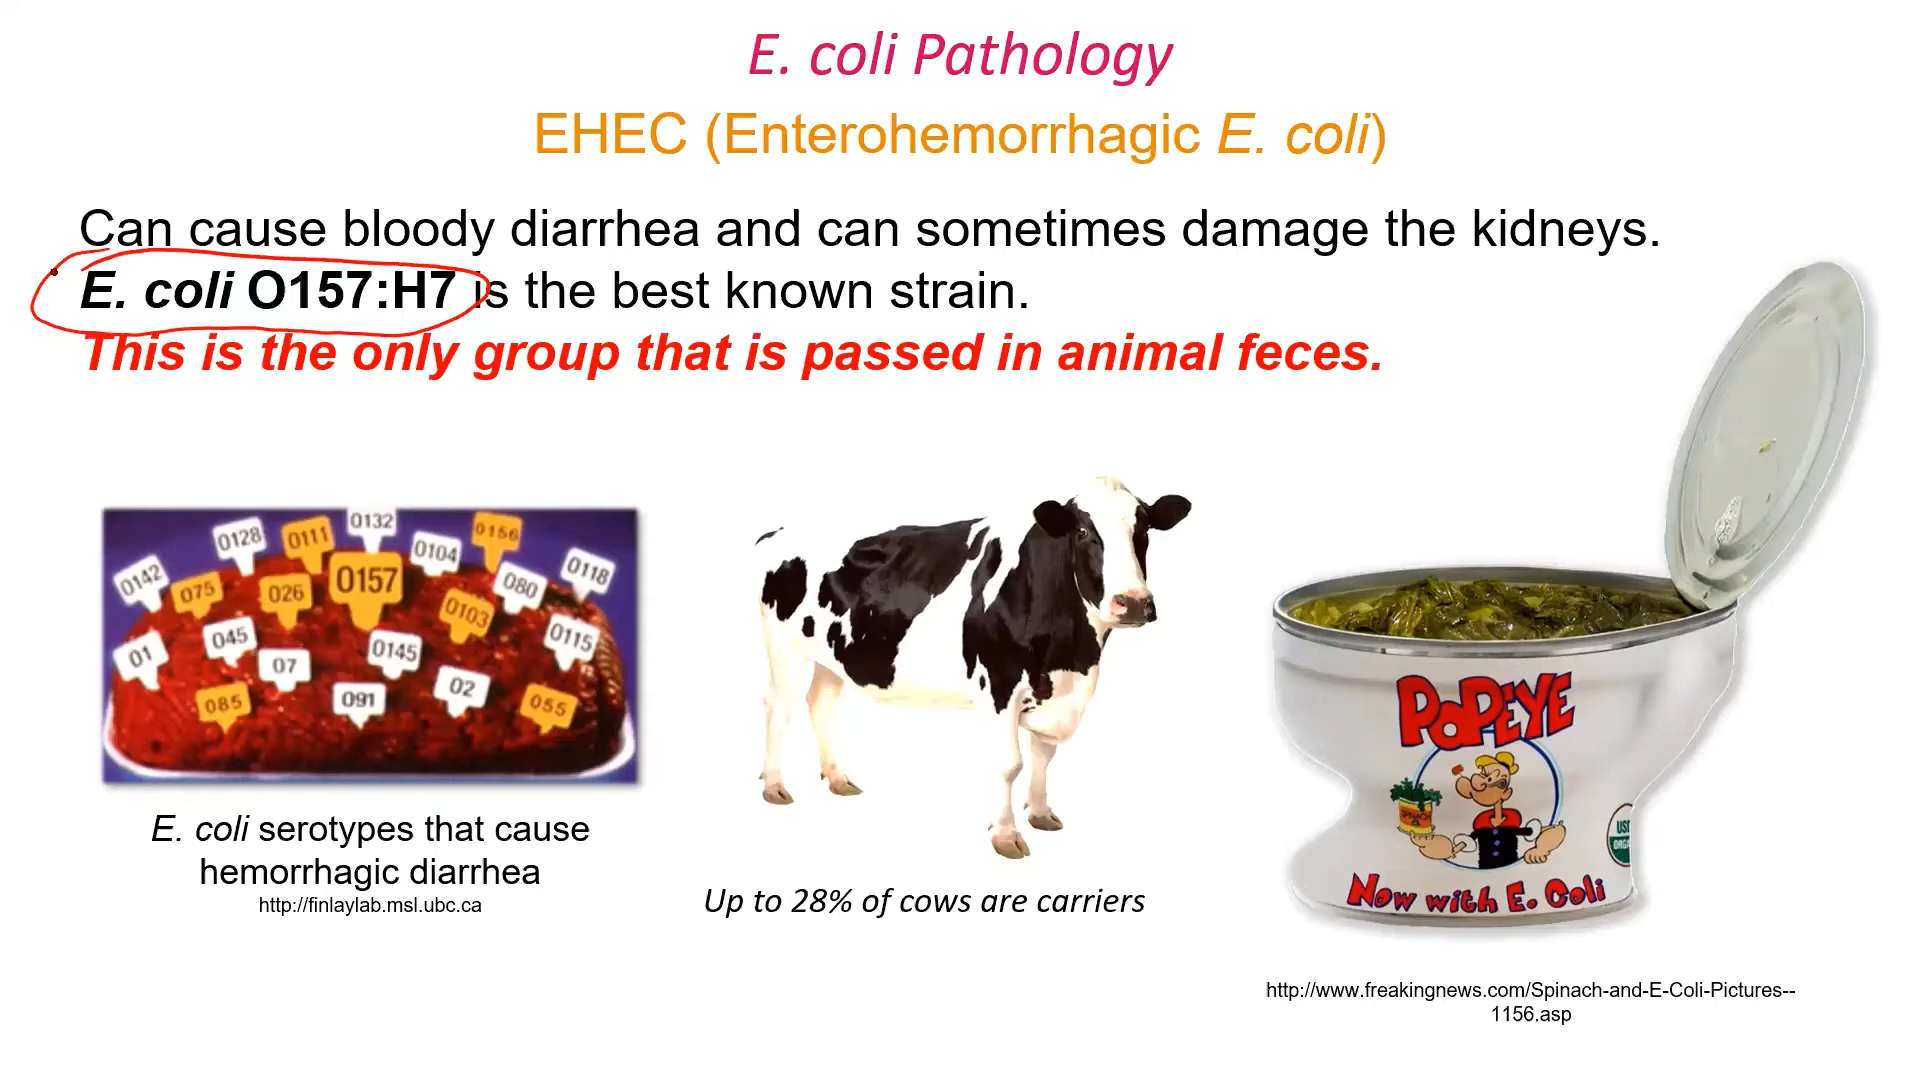 E. coli Pathology
EHEC (Enterohemorrhagic E. coli)
Can cause bloody diarrhea and can sometimes damage the kidneys.
E. coli O157:H7 is the best known strain.
This is the only group that is passed in animal feces.
0142
075
0128
0111
026
0132
0157
0104
0156
080
0103
0118
0115
01
045
07
0145
085
091
02
055
E. coli serotypes that cause
hemorrhagic diarrhea
http://finlaylab.msl.ubc.ca
Up to 28% of cows are carriers
POPEYE
SPINACH
Now with E. Coli
http://www.freakingnews.com/Spinach-and-E-Coli-Pictures--
1156.asp